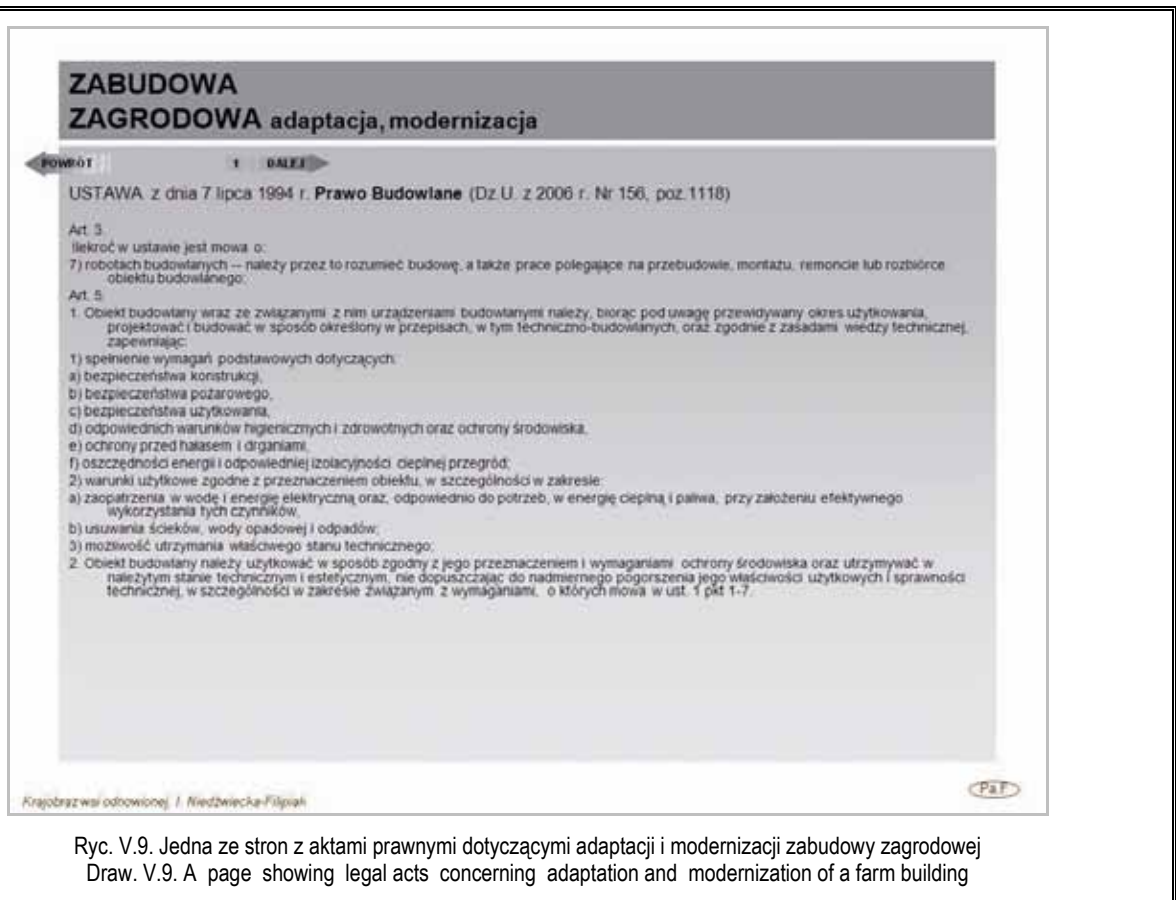 ZABUDOWA
ZAGRODOWA adaptacja, modernizacja
POWRÓT 1 DALEJ
USTAWA z dnia 7 lipca 1994 r. Prawo Budowlane (Dz.U. z 2006 r. Nr 156, poz.1118)
Art. 3.
Ilekroć w ustawie jest mowa o:
7) robotach budowlanych -- należy przez to rozumieć budowę, a także prace polegające na przebudowie, montażu, remoncie lub rozbiórce
obiektu budowlanego;
Art. 5.
1. Obiekt budowlany wraz ze związanymi z nim urządzeniami budowlanymi należy, biorąc pod uwagę przewidywany okres użytkowania,
projektować i budować w sposób określony w przepisach, w tym techniczno-budowlanych, oraz zgodnie z zasadami wiedzy technicznej,
zapewniając:
1) spełnienie wymagań podstawowych dotyczących:
a) bezpieczeństwa konstrukcji,
b) bezpieczeństwa pożarowego,
c) bezpieczeństwa użytkowania,
d) odpowiednich warunków higienicznych i zdrowotnych oraz ochrony środowiska,
e) ochrony przed hałasem i drganiami,
f) oszczędności energii i odpowiedniej izolacyjności cieplnej przegród;
2) warunki użytkowe zgodne z przeznaczeniem obiektu, w szczególności w zakresie:
a) zaopatrzenia w wodę i energię elektryczną oraz, odpowiednio do potrzeb, w energię cieplną i paliwa, przy założeniu efektywnego
wykorzystania tych czynników,
b) usuwania ścieków, wody opadowej i odpadów;
3) możliwość utrzymania właściwego stanu technicznego;
2. Obiekt budowlany należy użytkować w sposób zgodny z jego przeznaczeniem i wymaganiami ochrony środowiska oraz utrzymywać w
należytym stanie technicznym i estetycznym, nie dopuszczając do nadmiernego pogorszenia jego właściwości użytkowych i sprawności
technicznej, w szczególności w zakresie związanym z wymaganiami, o których mowa w ust. 1 pkt 1-7.
Krajobraz wsi odnowionej, I. Niedźwiecka-Filipiak
Pa.F
Ryc. V.9. Jedna ze stron z aktami prawnymi dotyczącymi adaptacji i modernizacji zabudowy zagrodowej
Draw. V.9. A page showing legal acts concerning adaptation and modernization of a farm building